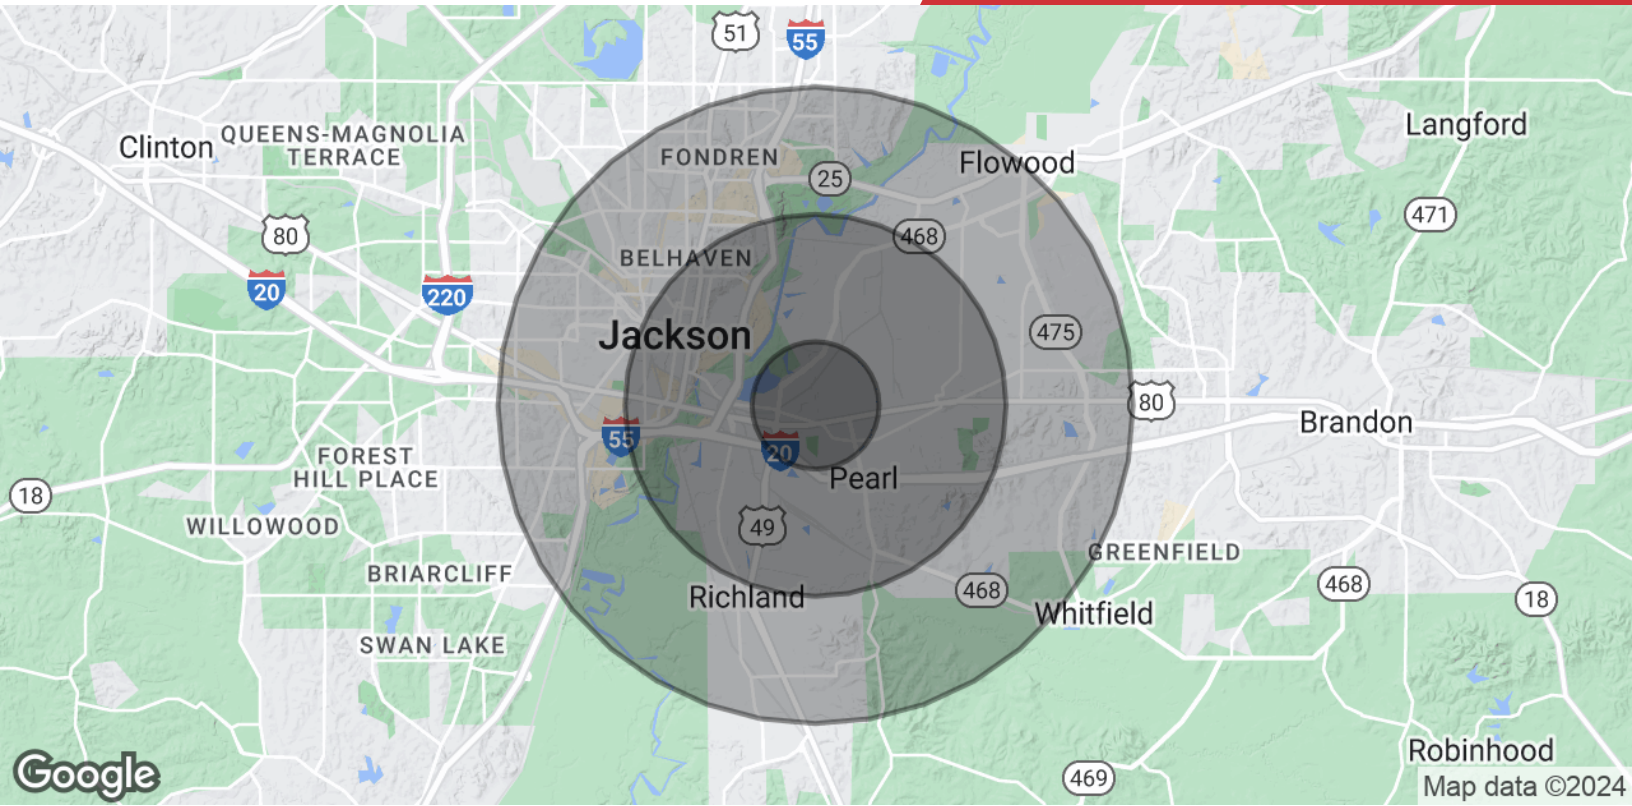 51
55
Langford
Clinton
QUEENS-MAGNOLIA
TERRACE
FONDREN
Flowood
25
471
80
468
BELHAVEN
20
220
Jackson
475
80
Brandon
55
20
FOREST
HILL PLACE
Pearl
18
WILLOWOOD
49
GREENFIELD
BRIARCLIFF
468
468
Richland
18
Whitfield
SWAN LAKE
Robinhood
Google
469
Map data ©2024